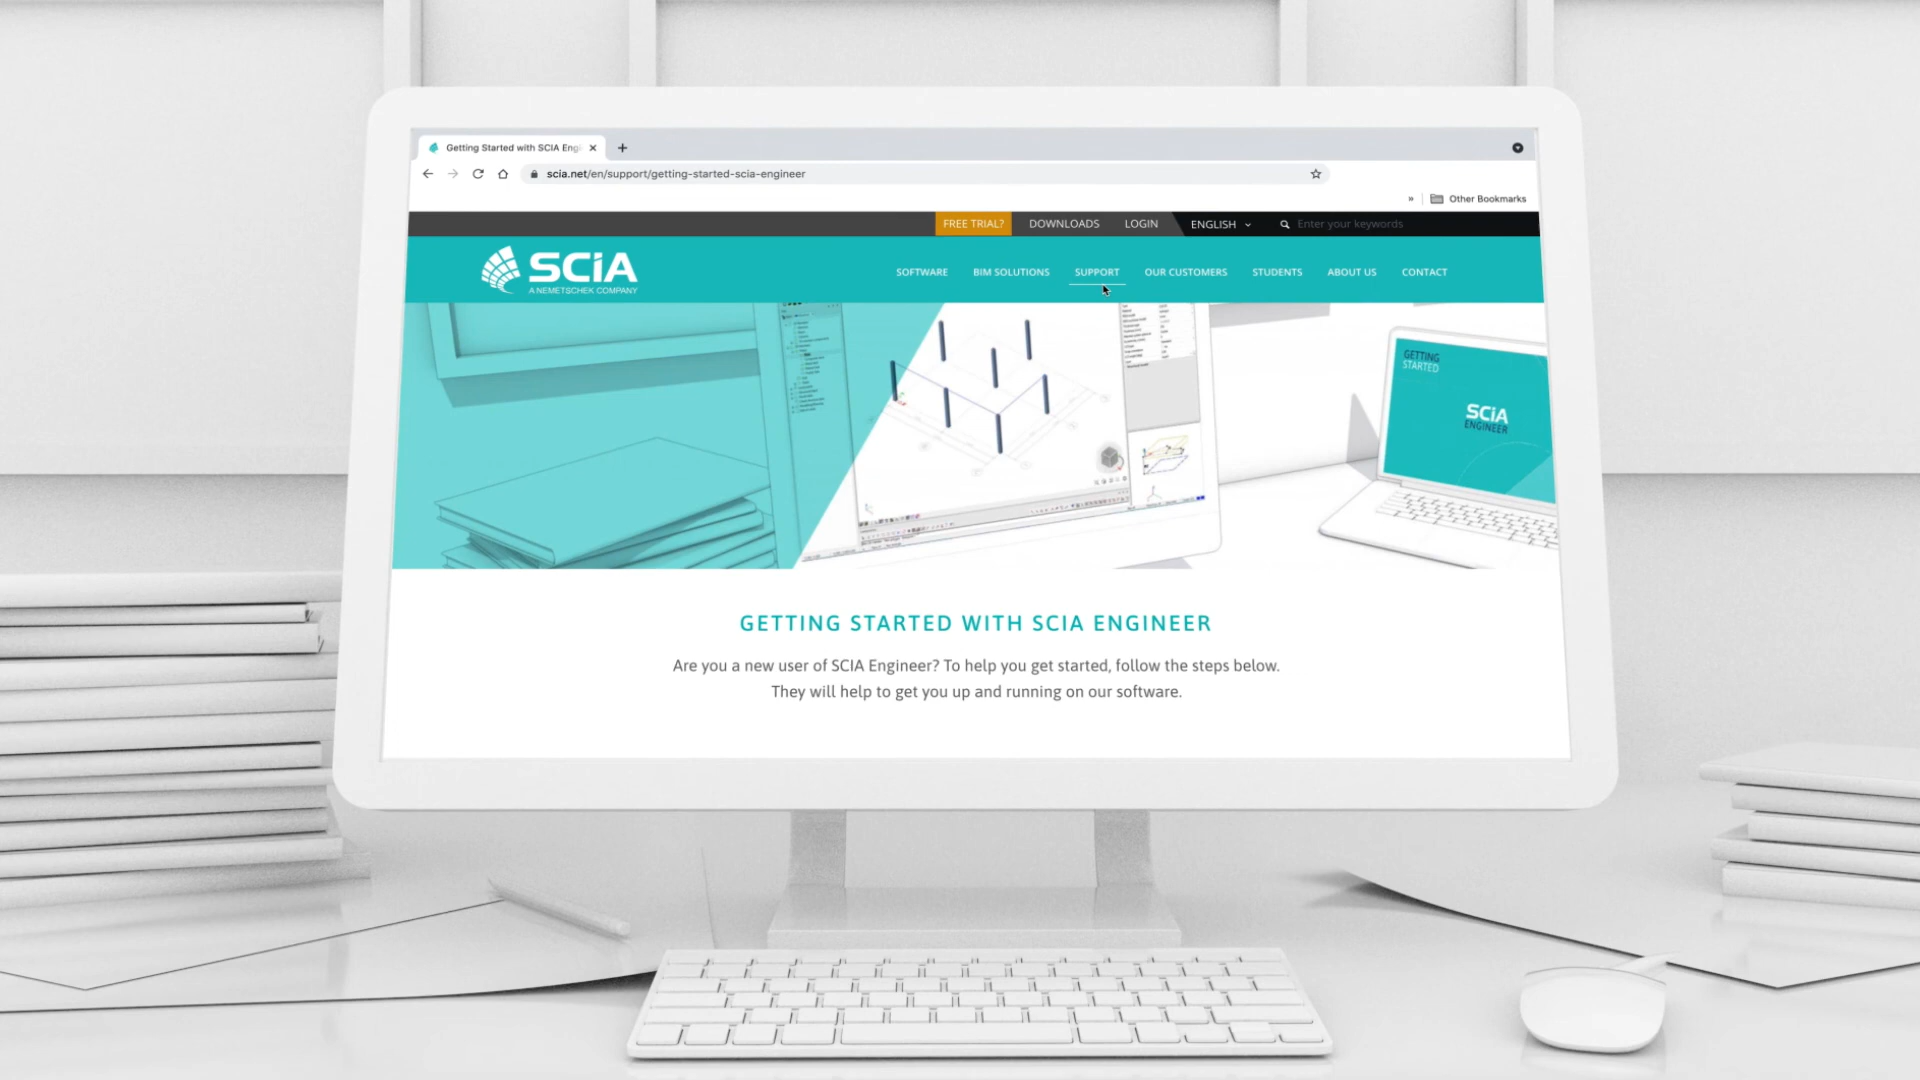 Getting Started with SCIA Eng
scia.net/en/support/getting-started-scia-engineer
» Other Bookmarks
FREE TRIAL? DOWNLOADS LOGIN ENGLISH Enter your keywords
SCiA
A NEMETSCHEK COMPANY
SOFTWARE BIM SOLUTIONS SUPPORT OUR CUSTOMERS STUDENTS ABOUT US CONTACT
GETTING
STARTED
SCiA
ENGINEER
GETTING STARTED WITH SCIA ENGINEER
Are you a new user of SCIA Engineer? To help you get started, follow the steps below.
They will help to get you up and running on our software.